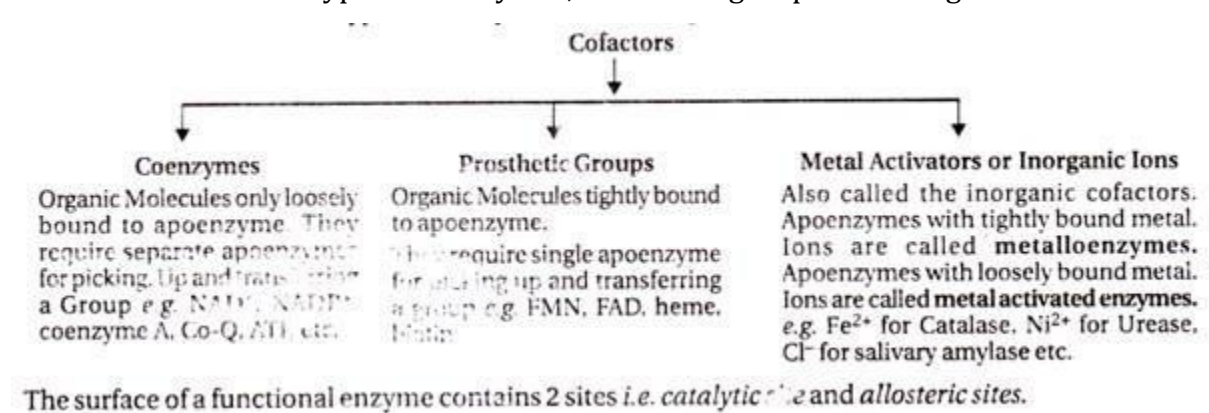 Cofactors
Coenzymes
Organic Molecules only loosely
bound to apoenzyme. They
require separate
for picking. Up and
a Group e.g.
coenzyme A, Co-Q, etc.
Prosthetic Groups
Organic Molecules tightly bound
to apoenzyme.
require single apoenzyme
up and transferring
a group e.g. FMN, FAD, heme.
Metal Activators or Inorganic Ions
Also called the inorganic cofactors.
Apoenzymes with tightly bound metal.
Ions are called metalloenzymes.
Apoenzymes with loosely bound metal.
Ions are called metal activated enzymes.
e.g. Fe²⁺ for Catalase. Ni²⁺ for Urease,
Cl⁻ for salivary amylase etc.
The surface of a functional enzyme contains 2 sites i.e. catalytic and allosteric sites.